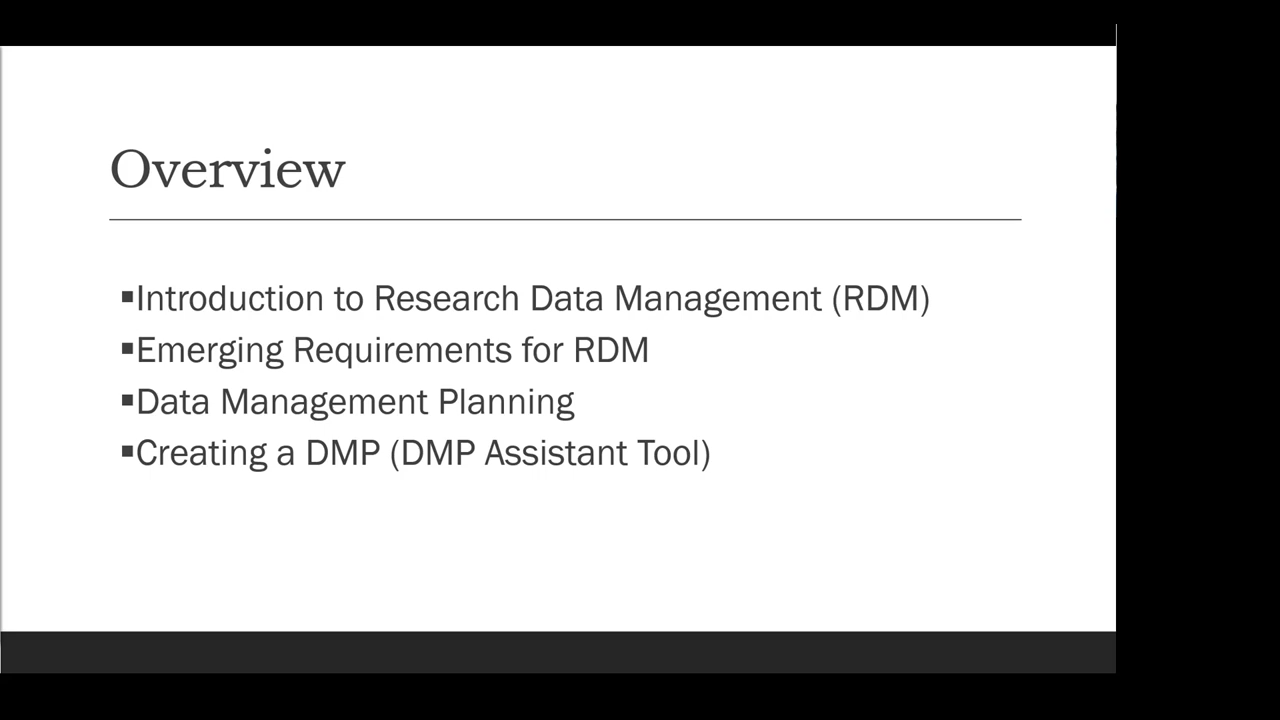 Overview
▪Introduction to Research Data Management (RDM)
▪Emerging Requirements for RDM
▪Data Management Planning
▪Creating a DMP (DMP Assistant Tool)